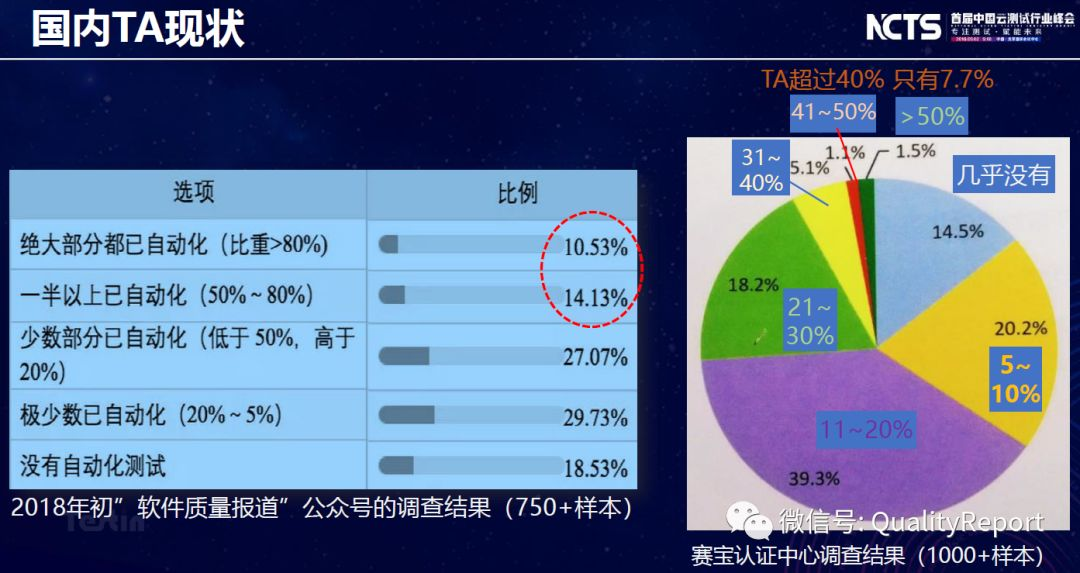 国内TA现状
NCTS
首届中国云测试行业峰会
专注测试·赋能未来
TA超过40% 只有7.7%
41~50%
>50%
31~
40%
5.1%
1.1%
1.5%
几乎没有
14.5%
18.2%
21~
30%
20.2%
5~
10%
11~20%
39.3%
选项
比例
绝大部分都已自动化（比重>80%)
10.53%
一半以上已自动化（50%～80%）
14.13%
少数部分已自动化（低于 50%，高于
20%)
27.07%
极少数已自动化（20%～5%）
29.73%
没有自动化测试
18.53%
2018年初”软件质量报道”公众号的调查结果（750+样本）
微信号: QualityReport
赛宝认证中心调查结果（1000+样本）